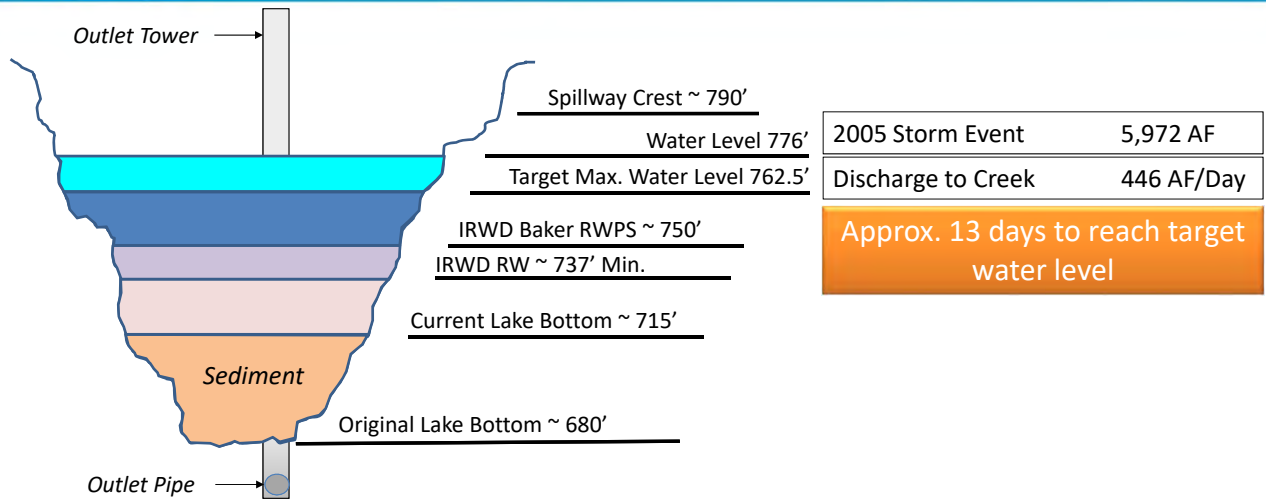 Outlet Tower
Spillway Crest ~ 790’
Water Level 776’
Target Max. Water Level 762.5’
IRWD Baker RWPS ~ 750’
IRWD RW ~ 737’ Min.
Current Lake Bottom ~ 715’
Sediment
Original Lake Bottom ~ 680’
Outlet Pipe
2005 Storm Event 5,972 AF
Discharge to Creek 446 AF/Day
Approx. 13 days to reach target
water level